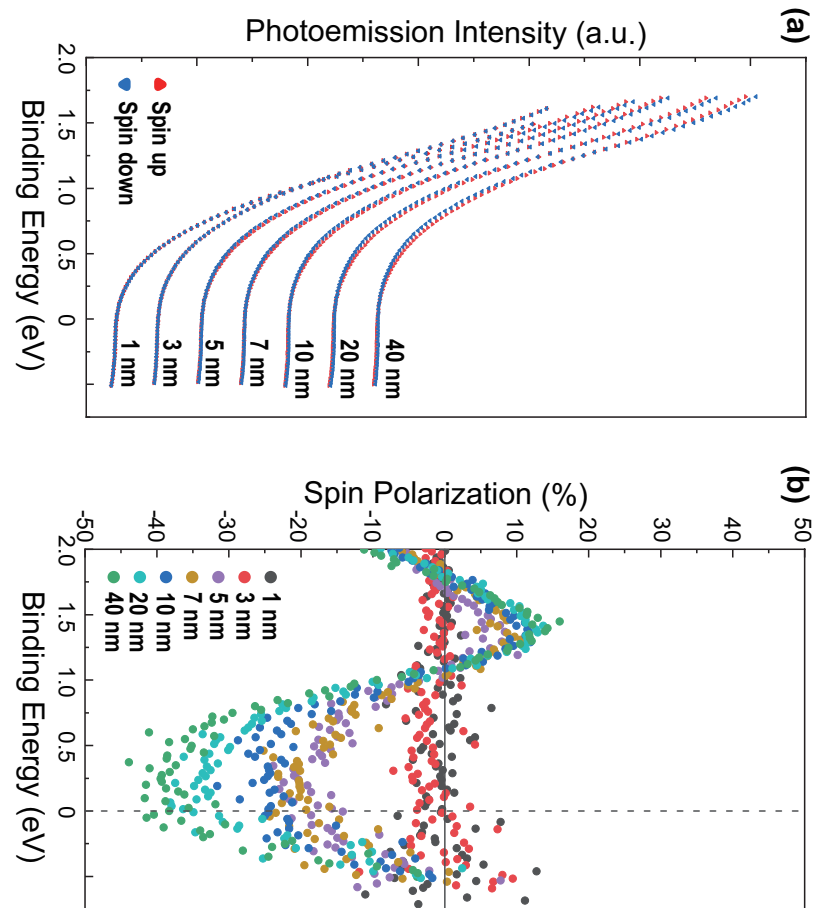 (a)
Photoemission Intensity (a.u.)
2.0
1.5
1.0
0.5
0
Binding Energy (eV)
Spin up
Spin down
40 nm
20 nm
10 nm
7 nm
5 nm
3 nm
1 nm
(b)
Spin Polarization (%)
50
40
30
20
10
0
-10
-20
-30
-40
-50
2.0
1.5
1.0
0.5
0
Binding Energy (eV)
1 nm
3 nm
5 nm
7 nm
10 nm
20 nm
40 nm